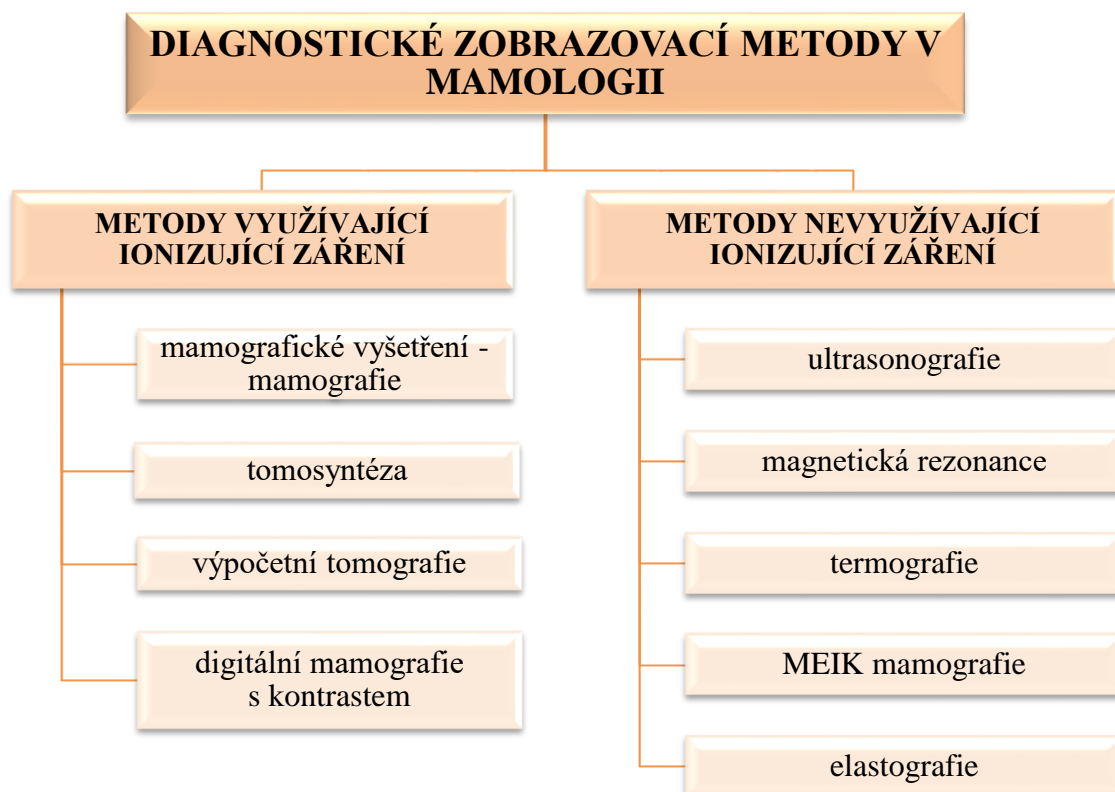 DIAGNOSTICKÉ ZOBRAZOVACÍ METODY V
MAMOLOGII
METODY VYUŽÍVAJÍCÍ
IONIZUJÍCÍ ZÁŘENÍ
mamografické vyšetření -
mamografie
tomosyntéza
výpočetní tomografie
digitální mamografie
s kontrastem
METODY NEVYUŽÍVAJÍCÍ
IONIZUJÍCÍ ZÁŘENÍ
ultrasonografie
magnetická rezonance
termografie
MEIK mamografie
elastografie